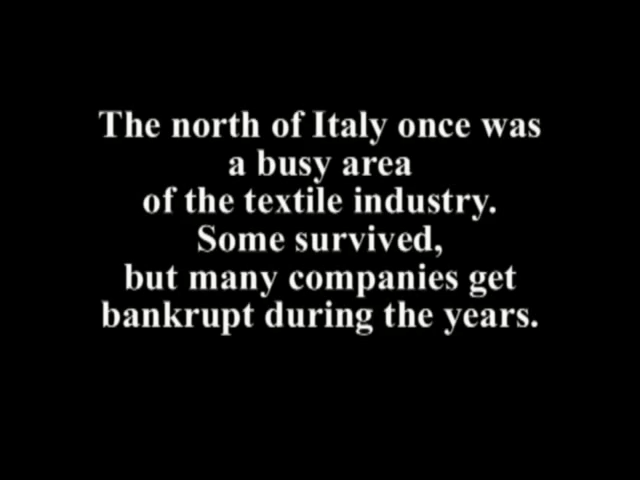 The north of Italy once was
a busy area
of the textile industry.
Some survived,
but many companies get
bankrupt during the years.